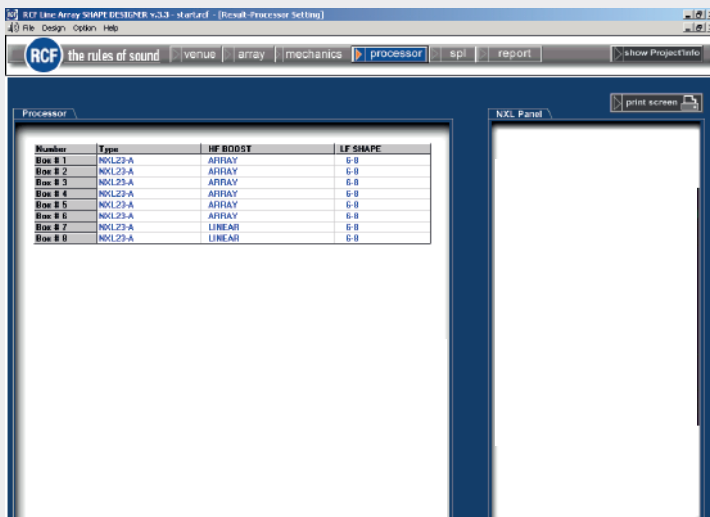 RCF Line Array SHAPE DESIGNER v.3.3 - start.rcf - [Result-Processor Setting]
File Design Option Help
RCF the rules of sound venue array mechanics processor spl report show Project'Info
print screen
Processor NXL Panel
Number Type HF BOOST LF SHAPE
Box # 1 NXL23-A ARRAY 6-8
Box # 2 NXL23-A ARRAY 6-8
Box # 3 NXL23-A ARRAY 6-8
Box # 4 NXL23-A ARRAY 6-8
Box # 5 NXL23-A ARRAY 6-8
Box # 6 NXL23-A ARRAY 6-8
Box # 7 NXL23-A LINEAR 6-8
Box # 8 NXL23-A LINEAR 6-8